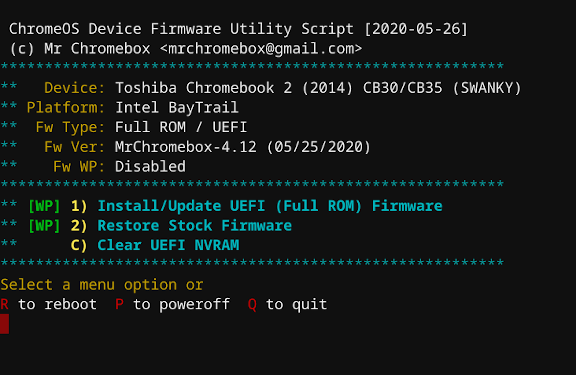 ChromeOS Device Firmware Utility Script [2020-05-26]
(c) Mr Chromebox <mrchromebox@gmail.com>
*********************************************************
** Device: Toshiba Chromebook 2 (2014) CB30/CB35 (SWANKY)
** Platform: Intel BayTrail
** Fw Type: Full ROM / UEFI
** Fw Ver: MrChromebox-4.12 (05/25/2020)
** Fw WP: Disabled
*********************************************************
** [WP] 1) Install/Update UEFI (Full ROM) Firmware
** [WP] 2) Restore Stock Firmware
** C) Clear UEFI NVRAM
*********************************************************
Select a menu option or
R to reboot P to poweroff Q to quit